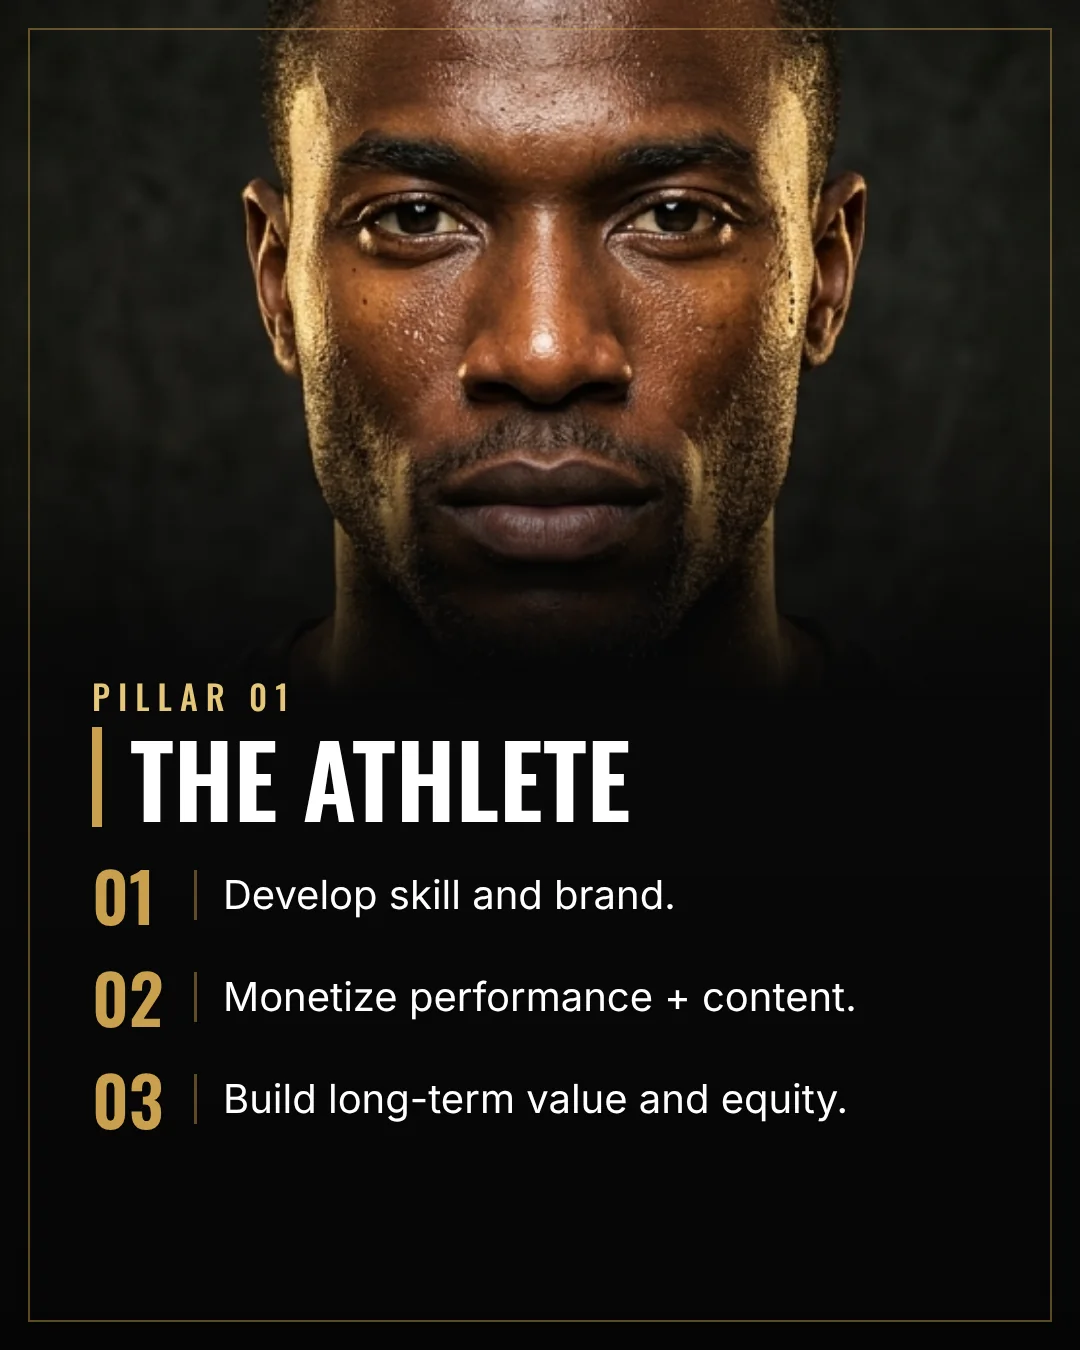 PILLAR 01
THE ATHLETE
01 Develop skill and brand.
02 Monetize performance + content.
03 Build long-term value and equity.